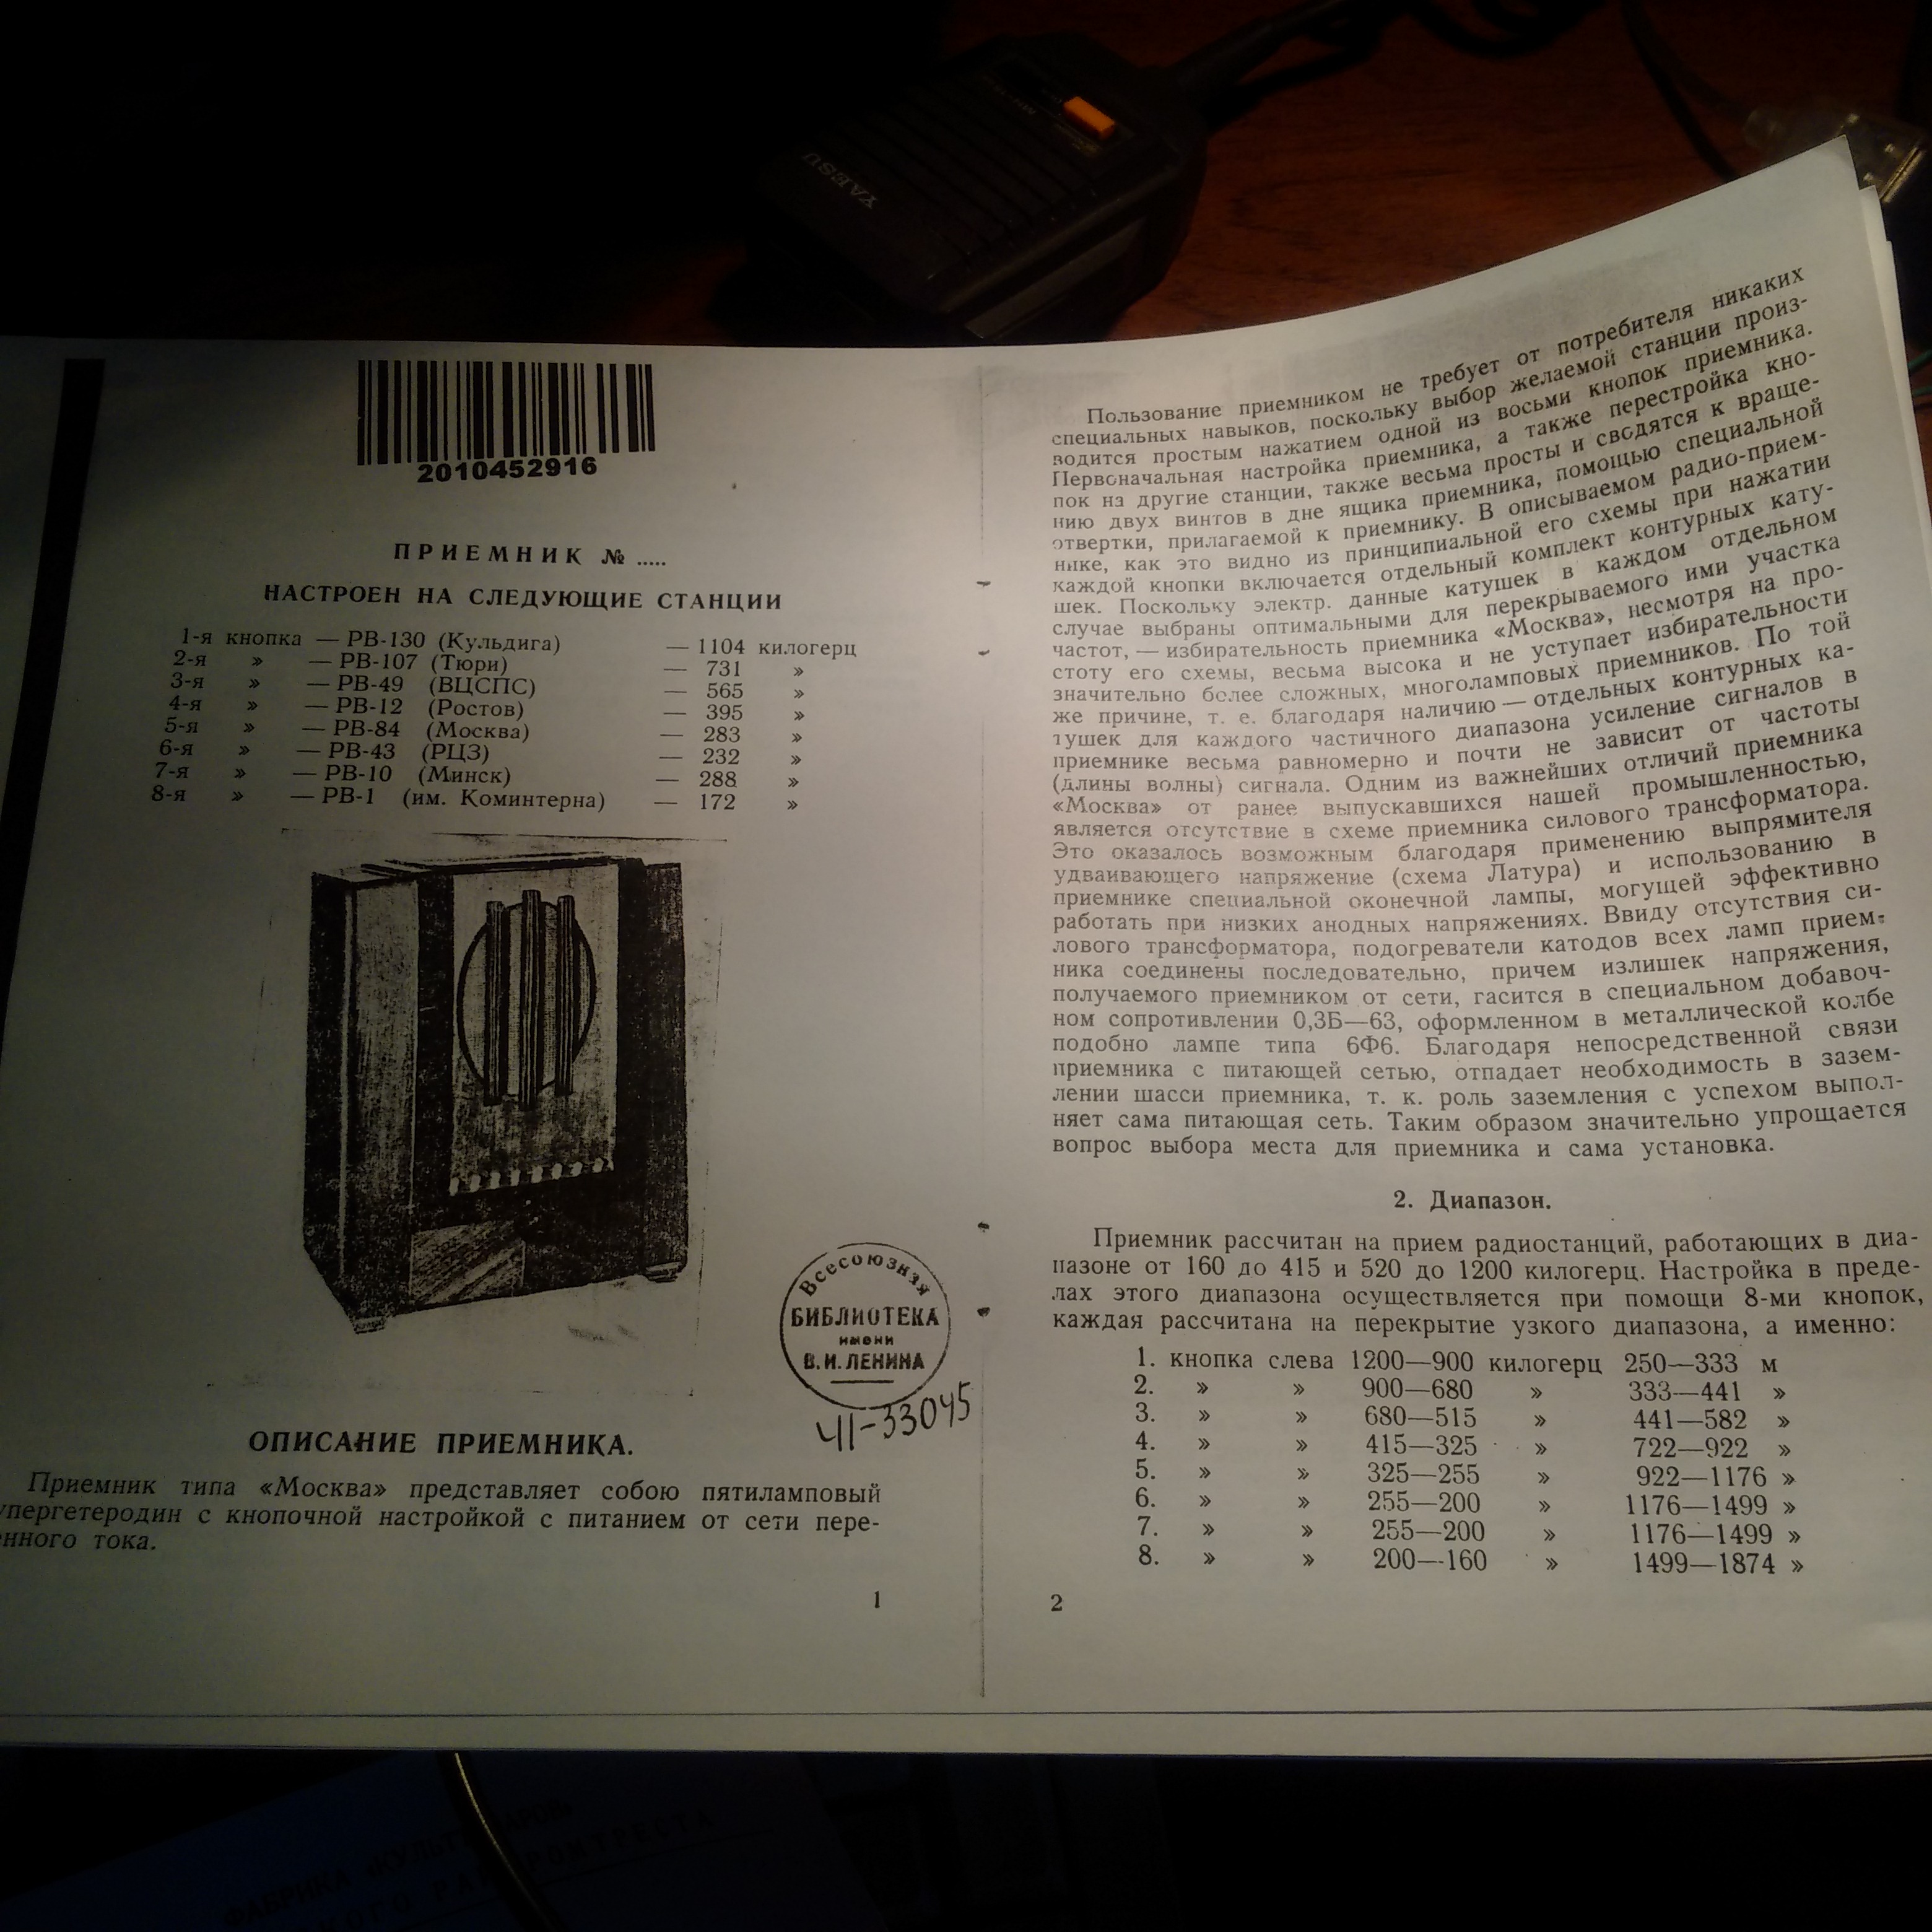 YAESU
2010452916
ПРИЕМНИК № .....
НАСТРОЕН НА СЛЕДУЮЩИЕ СТАНЦИИ
1-я кнопка — РВ-130 (Кульдига) — 1104 килогерц
2-я » — РВ-107 (Тюри) — 731 »
3-я » — РВ-49 (ВЦСПС) — 565 »
4-я » — РВ-12 (Ростов) — 395 »
5-я » — РВ-84 (Москва) — 283 »
6-я » — РВ-43 (РЦЗ) — 232 »
7-я » — РВ-10 (Минск) — 288 »
8-я » — РВ-1 (им. Коминтерна) — 172 »
Всесоюзная
БИБЛИОТЕКА
имени
В. И. ЛЕНИНА
Ч1-33045
ОПИСАНИЕ ПРИЕМНИКА.
Приемник типа «Москва» представляет собою пятиламповый
упергетеродин с кнопочной настройкой с питанием от сети пере-
енного тока.
1
Пользование приемником не требует от потребителя никаких
специальных навыков, поскольку выбор желаемой станции произ-
водится простым нажатием одной из восьми кнопок приемника.
Первоначальная настройка приемника, а также перестройка кно-
пок на другие станции, также весьма просты и сводятся к враще-
нию двух винтов в дне ящика приемника, помощью специальной
отвертки, прилагаемой к приемнику. В описываемом радио-прием-
нике, как это видно из принципиальной его схемы при нажатии
каждой кнопки включается отдельный комплект контурных кату-
шек. Поскольку электр. данные катушек в каждом отдельном
случае выбраны оптимальными для перекрываемого ими участка
частот, — избирательность приемника «Москва», несмотря на про-
стоту его схемы, весьма высока и не уступает избирательности
значительно более сложных, многоламповых приемников. По той
же причине, т. е. благодаря наличию — отдельных контурных ка-
тушек для каждого частичного диапазона усиление сигналов в
приемнике весьма равномерно и почти не зависит от частоты
(длины волны) сигнала. Одним из важнейших отличий приемника
«Москва» от ранее выпускавшихся нашей промышленностью,
является отсутствие в схеме приемника силового трансформатора.
Это оказалось возможным благодаря применению выпрямителя
удваивающего напряжение (схема Латура) и использованию в
приемнике специальной оконечной лампы, могущей эффективно
работать при низких анодных напряжениях. Ввиду отсутствия си-
лового трансформатора, подогреватели катодов всех ламп прием-
ника соединены последовательно, причем излишек напряжения,
получаемого приемником от сети, гасится в специальном добавоч-
ном сопротивлении 0,3Б—63, оформленном в металлической колбе
подобно лампе типа 6Ф6. Благодаря непосредственной связи
приемника с питающей сетью, отпадает необходимость в зазем-
лении шасси приемника, т. к. роль заземления с успехом выпол-
няет сама питающая сеть. Таким образом значительно упрощается
вопрос выбора места для приемника и сама установка.
2. Диапазон.
Приемник рассчитан на прием радиостанций, работающих в диа-
пазоне от 160 до 415 и 520 до 1200 килогерц. Настройка в преде-
лах этого диапазона осуществляется при помощи 8-ми кнопок,
каждая рассчитана на перекрытие узкого диапазона, а именно:
1. кнопка слева 1200—900 килогерц 250—333 м
2. » » 900—680 » 333—441 »
3. » » 680—515 » 441—582 »
4. » » 415—325 » 722—922 »
5. » » 325—255 » 922—1176 »
6. » » 255—200 » 1176—1499 »
7. » » 255—200 » 1176—1499 »
8. » » 200—160 » 1499—1874 »
2
ФАБРИКА «КУЛЬТ